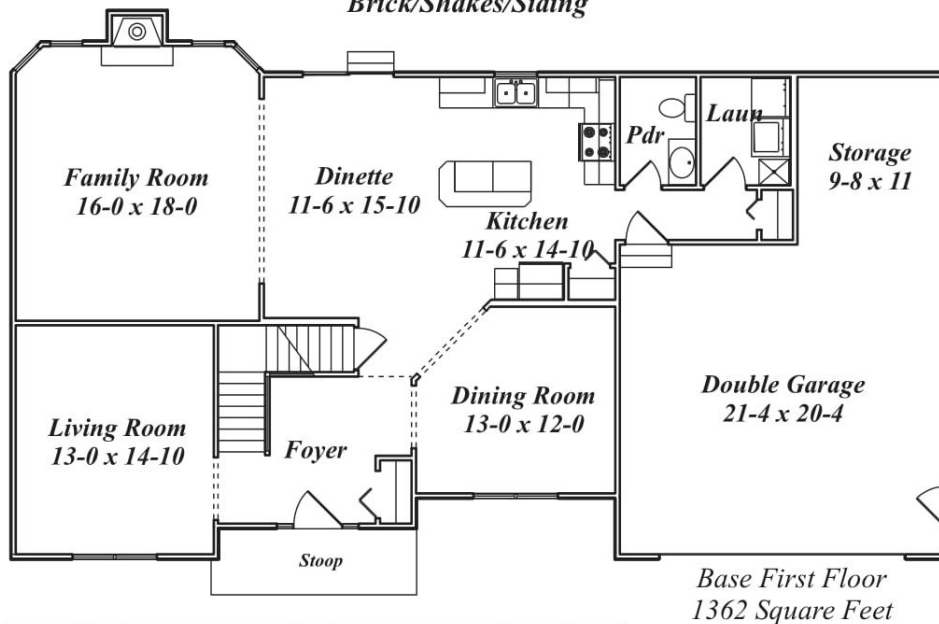 Brick/Shakes/Siding
Family Room
16-0 x 18-0
Dinette
11-6 x 15-10
Kitchen
11-6 x 14-10
Pdr
Laun
Storage
9-8 x 11
Living Room
13-0 x 14-10
Foyer
Dining Room
13-0 x 12-0
Double Garage
21-4 x 20-4
Stoop
Base First Floor
1362 Square Feet